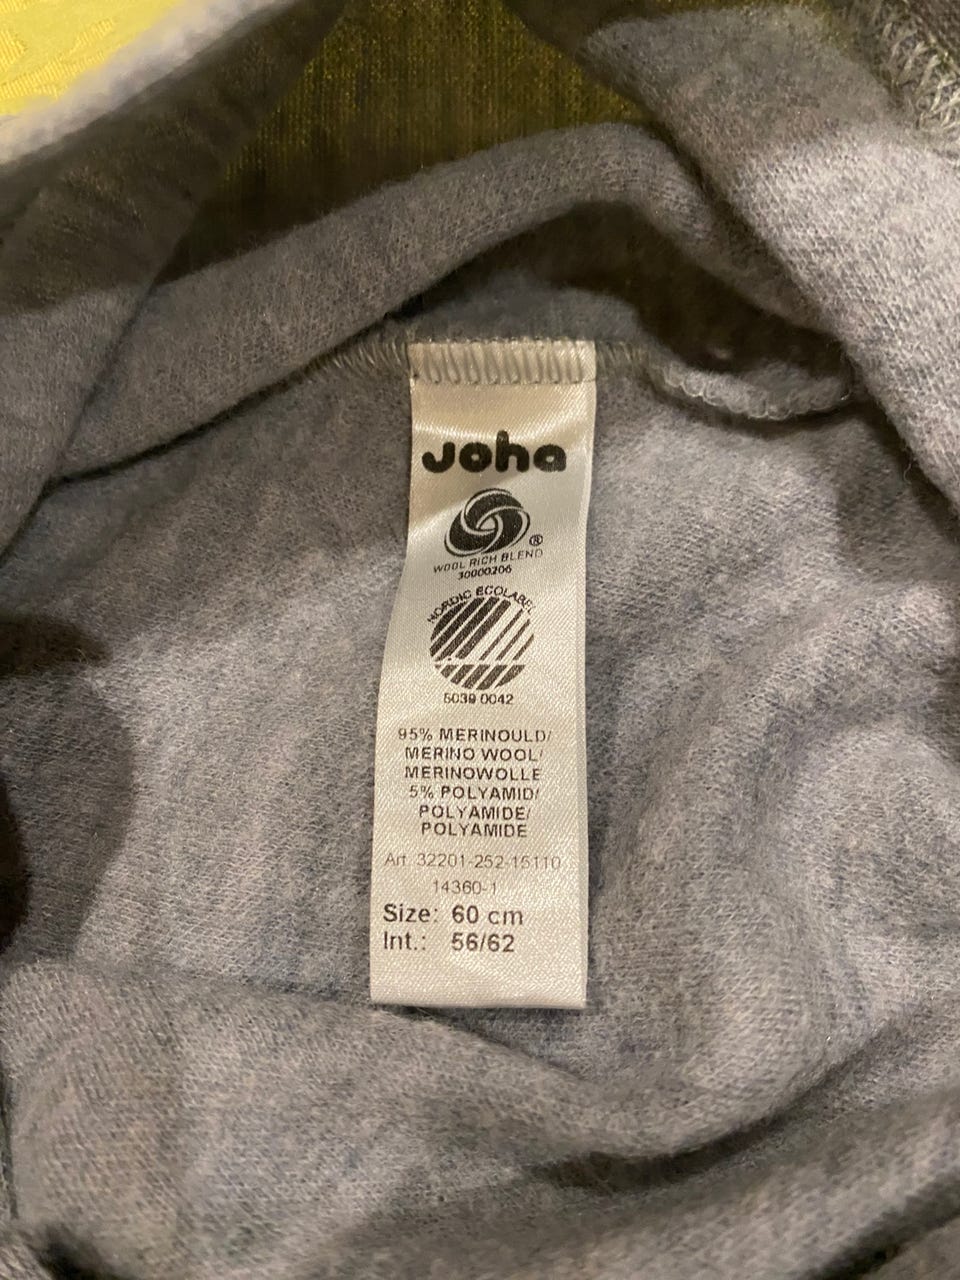 Joha
®
WOOL RICH BLEND
30000206
NORDIC ECOLABEL
5039 0042
95% MERINOULD/
MERINO WOOL/
MERINOWOLLE
5% POLYAMID/
POLYAMIDE/
POLYAMIDE
Art. 32201-252-15110
14360-1
Size: 60 cm
Int.: 56/62